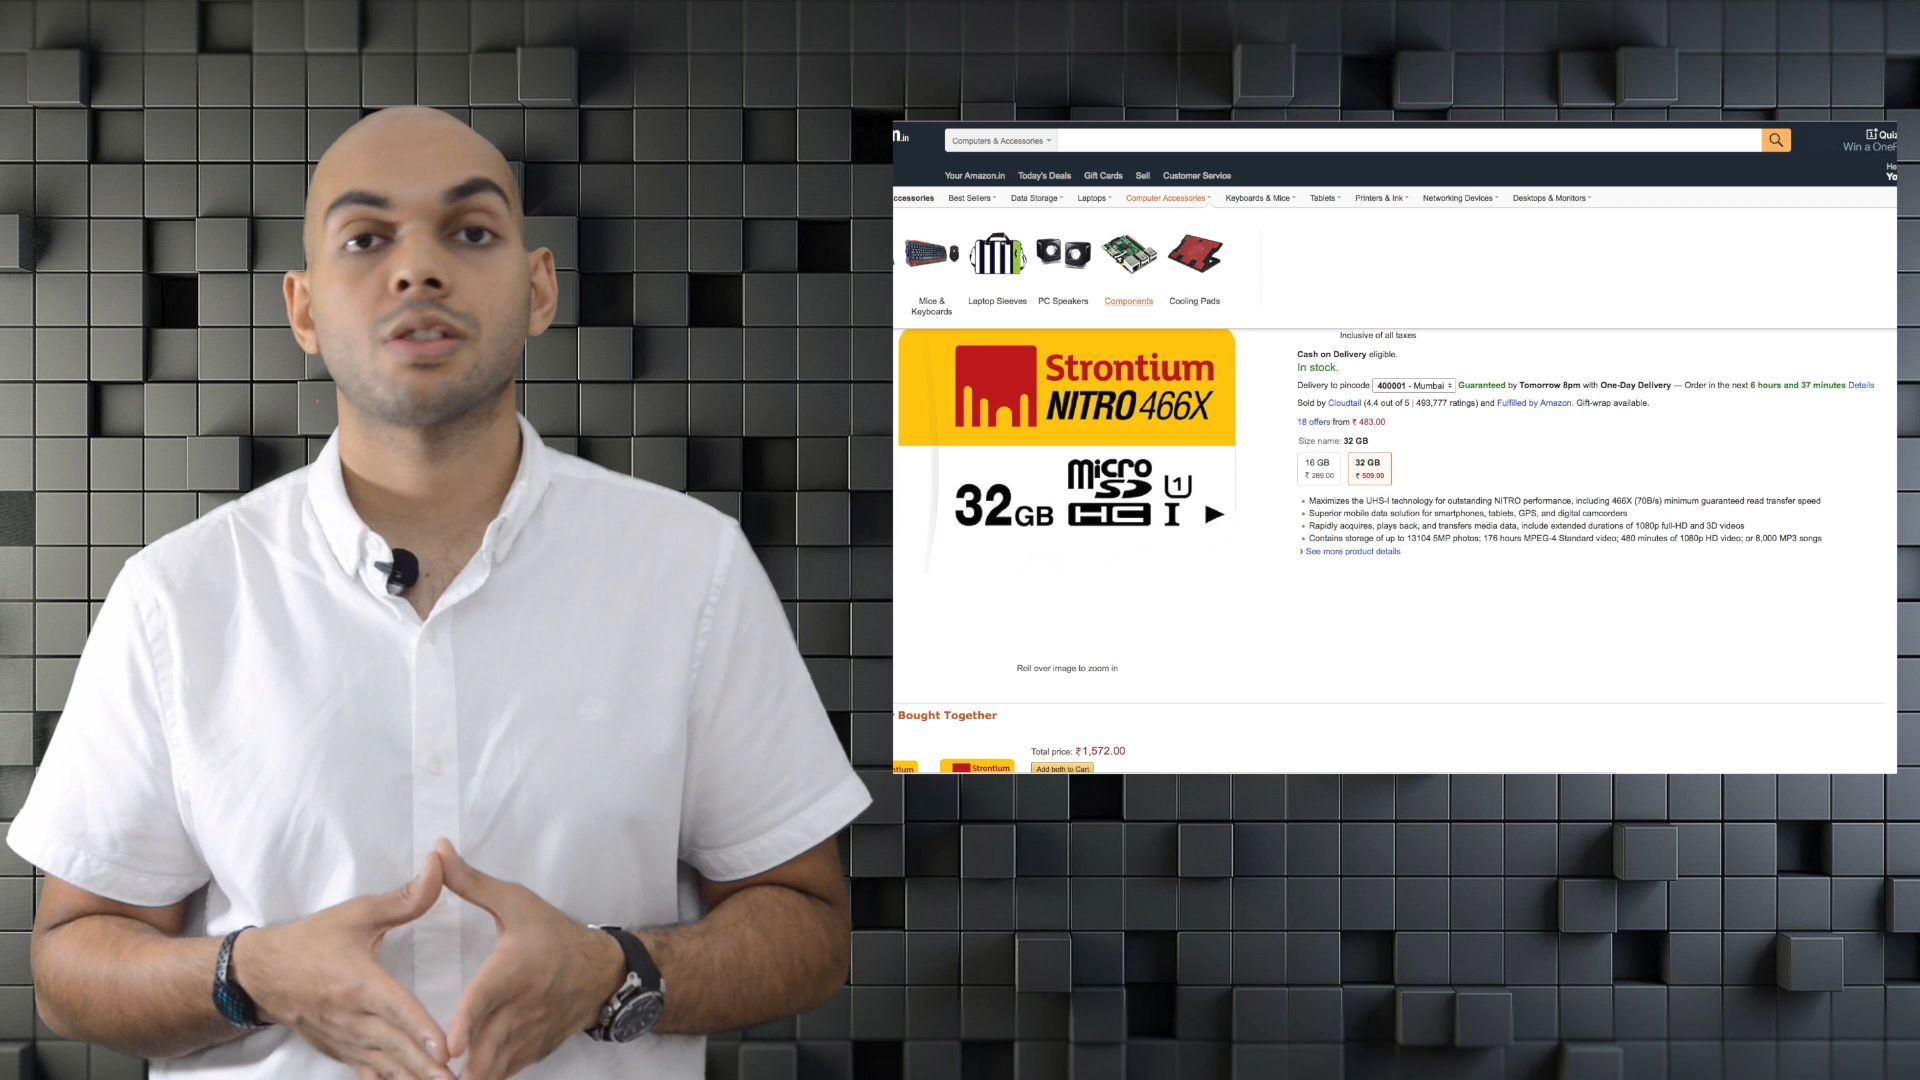 n.in
Computers & Accessories
Your Amazon.in Today's Deals Gift Cards Sell Customer Service
Quiz
Win a OneP
He
Yo
ccessories Best Sellers Data Storage Laptops Computer Accessories Keyboards & Mice Tablets Printers & Ink Networking Devices Desktops & Monitors
Mice & Keyboards
Laptop Sleeves
PC Speakers
Components
Cooling Pads
Strontium
NITRO 466X
32GB
micro SD HC I
1
Roll over image to zoom in
Inclusive of all taxes
Cash on Delivery eligible.
In stock.
Delivery to pincode 400001 - Mumbai Guaranteed by Tomorrow 8pm with One-Day Delivery — Order in the next 6 hours and 37 minutes Details
Sold by Cloudtail (4.4 out of 5 | 493,777 ratings) and Fulfilled by Amazon. Gift-wrap available.
18 offers from ₹ 483.00
Size name: 32 GB
16 GB
₹ 289.00
32 GB
₹ 509.00
Maximizes the UHS-I technology for outstanding NITRO performance, including 466X (70B/s) minimum guaranteed read transfer speed
Superior mobile data solution for smartphones, tablets, GPS, and digital camcorders
Rapidly acquires, plays back, and transfers media data, include extended durations of 1080p full-HD and 3D videos
Contains storage of up to 13104 5MP photos; 176 hours MPEG-4 Standard video; 480 minutes of 1080p HD video; or 8,000 MP3 songs
› See more product details
Bought Together
Total price: ₹1,572.00
Add both to Cart
ntium
Strontium